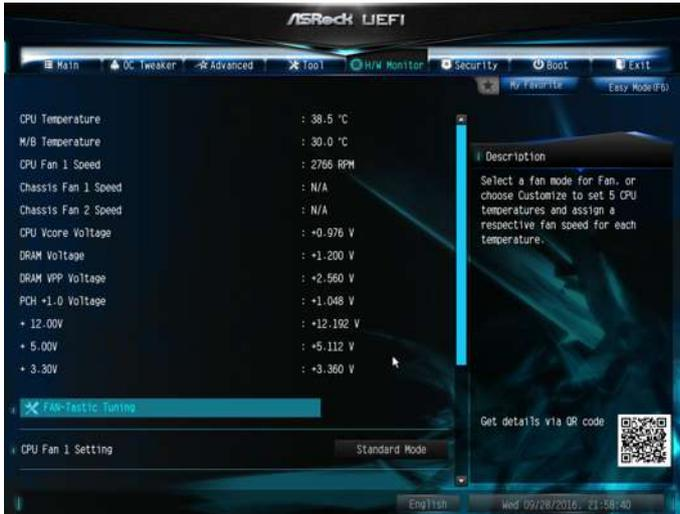 ASRock UEFI
Main OC Tweaker Advanced Tool H/W Monitor Security Boot Exit
My Favorite Easy Mode(F6)
CPU Temperature : 38.5 °C
M/B Temperature : 30.0 °C
CPU Fan 1 Speed : 2766 RPM
Chassis Fan 1 Speed : N/A
Chassis Fan 2 Speed : N/A
CPU Vcore Voltage : +0.976 V
DRAM Voltage : +1.200 V
DRAM VPP Voltage : +2.560 V
PCH +1.0 Voltage : +1.048 V
+ 12.00V : +12.192 V
+ 5.00V : +5.112 V
+ 3.30V : +3.360 V
FAN-Tastic Tuning
CPU Fan 1 Setting Standard Mode
Description
Select a fan mode for Fan, or
choose Customize to set 5 CPU
temperatures and assign a
respective fan speed for each
temperature.
Get details via QR code
English Wed 09/28/2016, 21:58:40